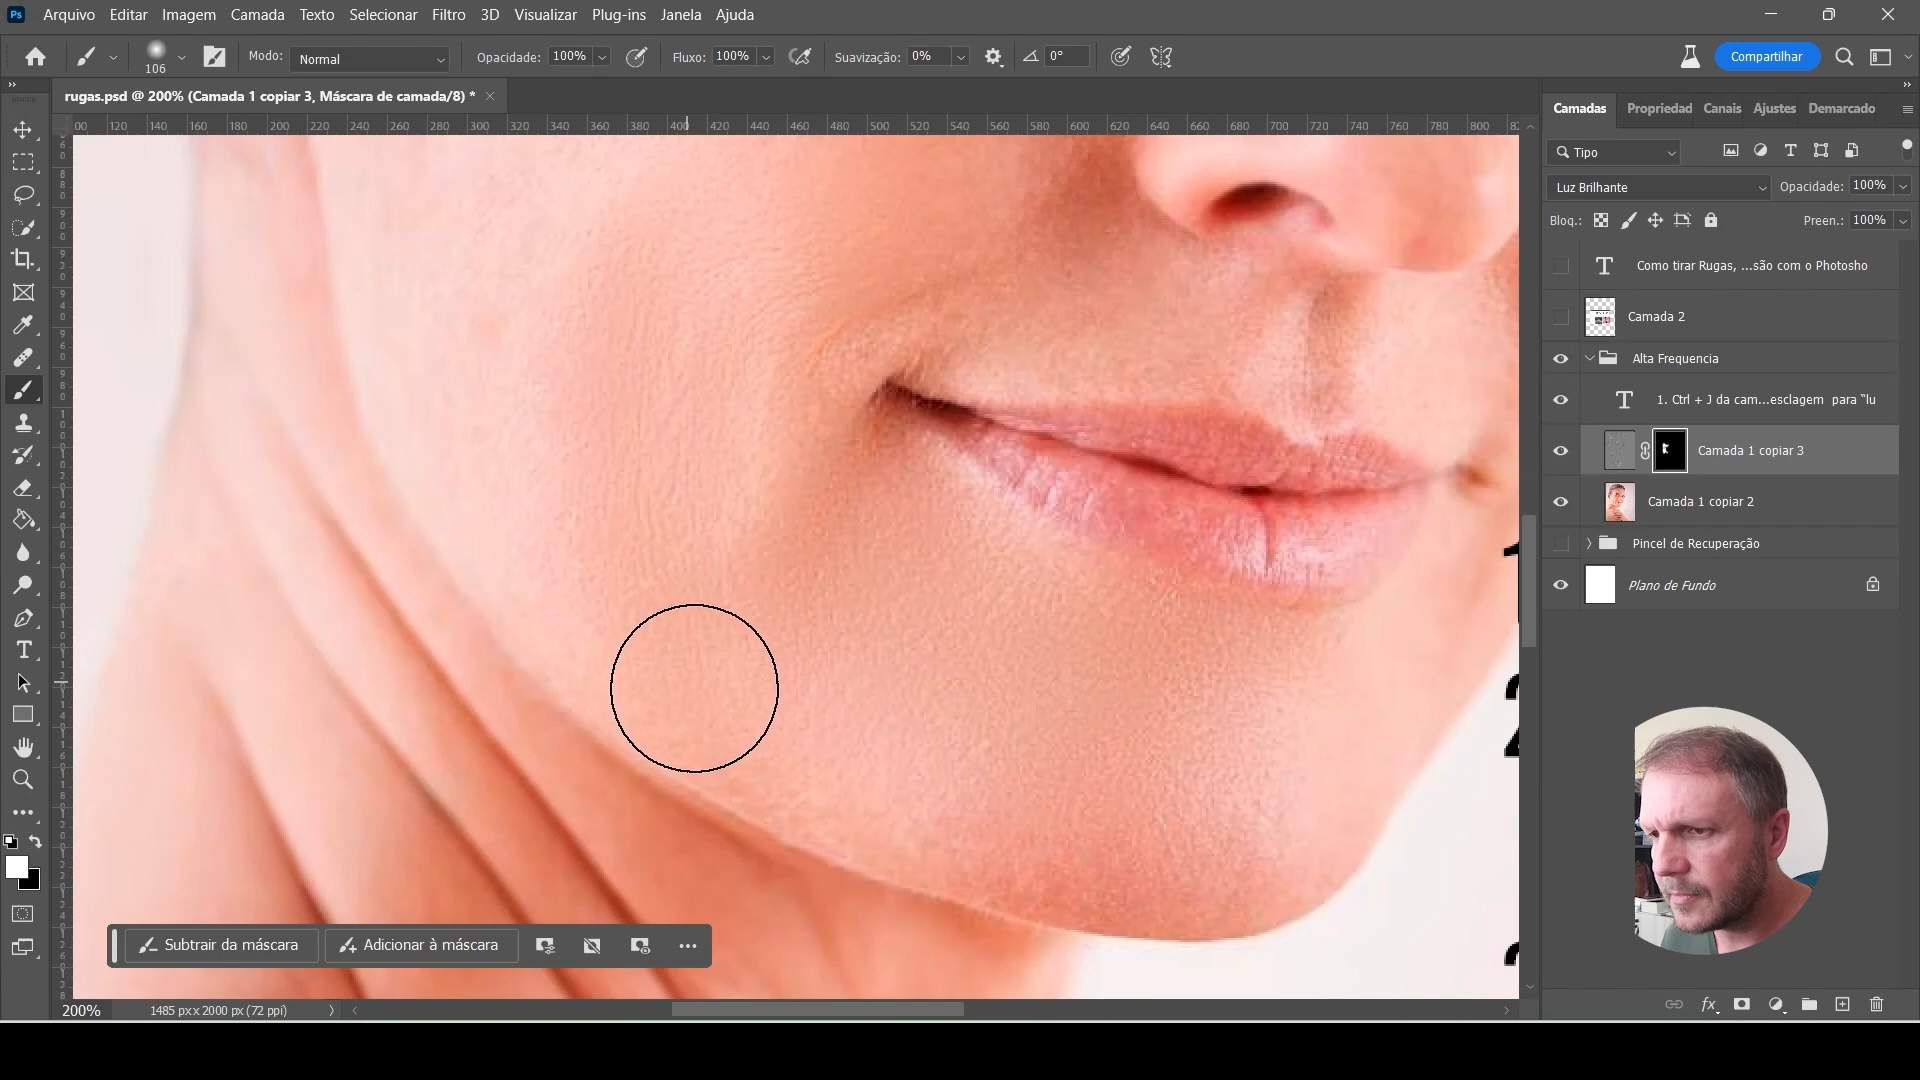 Ps Arquivo Editar Imagem Camada Texto Selecionar Filtro 3D Visualizar Plug-ins Janela Ajuda
106 Modo: Normal Opacidade: 100% Fluxo: 100% Suavização: 0% 0° Compartilhar
rugas.psd @ 200% (Camada 1 copiar 3, Máscara de camada/8) *
00 120 140 160 180 200 220 240 260 280 300 320 340 360 380 400 420 440 460 480 500 520 540 560 580 600 620 640 660 680 700 720 740 760 780 800
Camadas Propriedad Canais Ajustes Demarcado
Tipo
Luz Brilhante Opacidade: 100%
Bloq.: Preen.: 100%
Como tirar Rugas, ...são com o Photosho
Camada 2
Alta Frequencia
1. Ctrl + J da cam...esclagem para "lu
Camada 1 copiar 3
Camada 1 copiar 2
Pincel de Recuperação
Plano de Fundo
Subtrair da máscara Adicionar à máscara
200% 1485 px x 2000 px (72 ppi)
fx